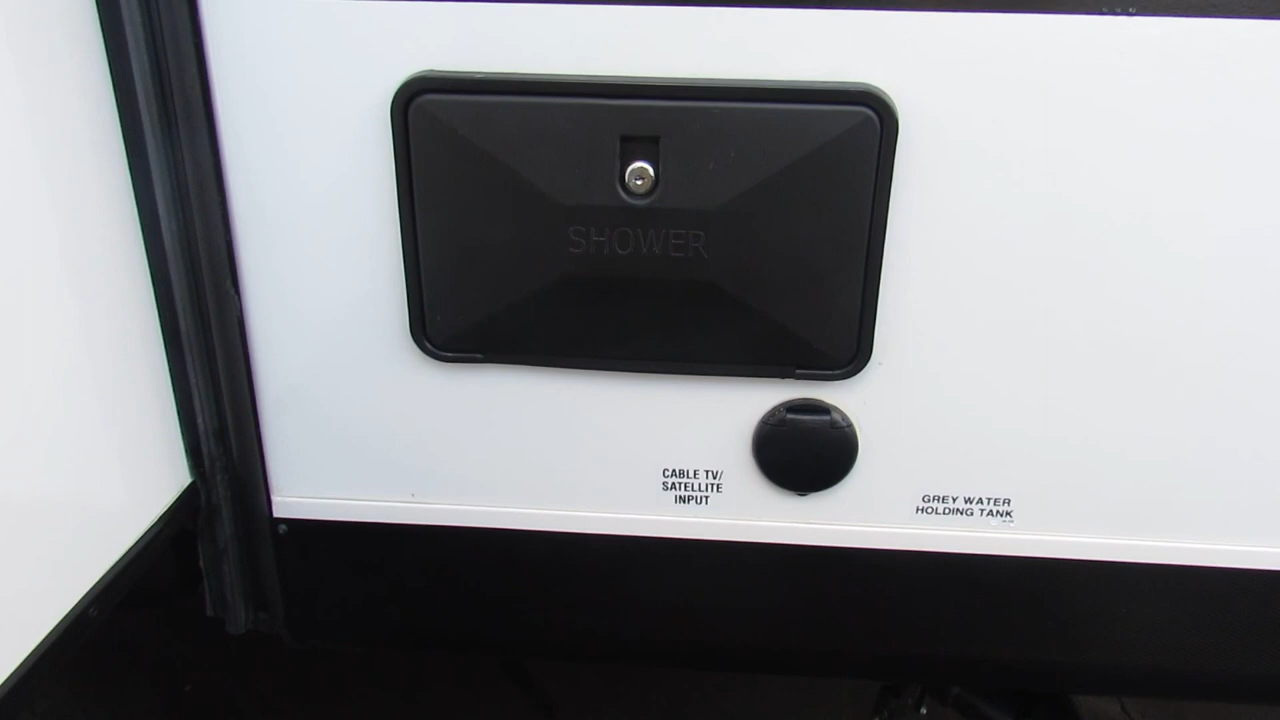 SHOWER
CABLE TV/
SATELLITE
INPUT
GREY WATER
HOLDING TANK